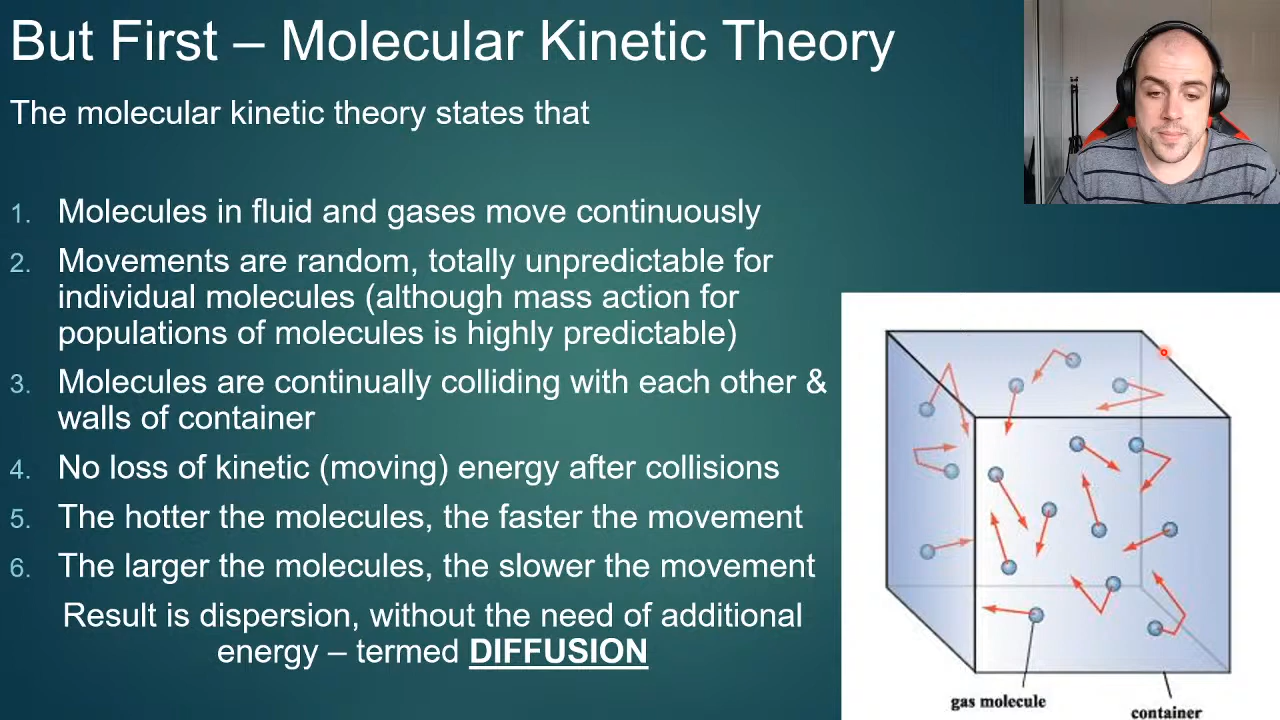 But First – Molecular Kinetic Theory
The molecular kinetic theory states that
1. Molecules in fluid and gases move continuously
2. Movements are random, totally unpredictable for
individual molecules (although mass action for
populations of molecules is highly predictable)
3. Molecules are continually colliding with each other &
walls of container
4. No loss of kinetic (moving) energy after collisions
5. The hotter the molecules, the faster the movement
6. The larger the molecules, the slower the movement
Result is dispersion, without the need of additional
energy – termed DIFFUSION
gas molecule
container